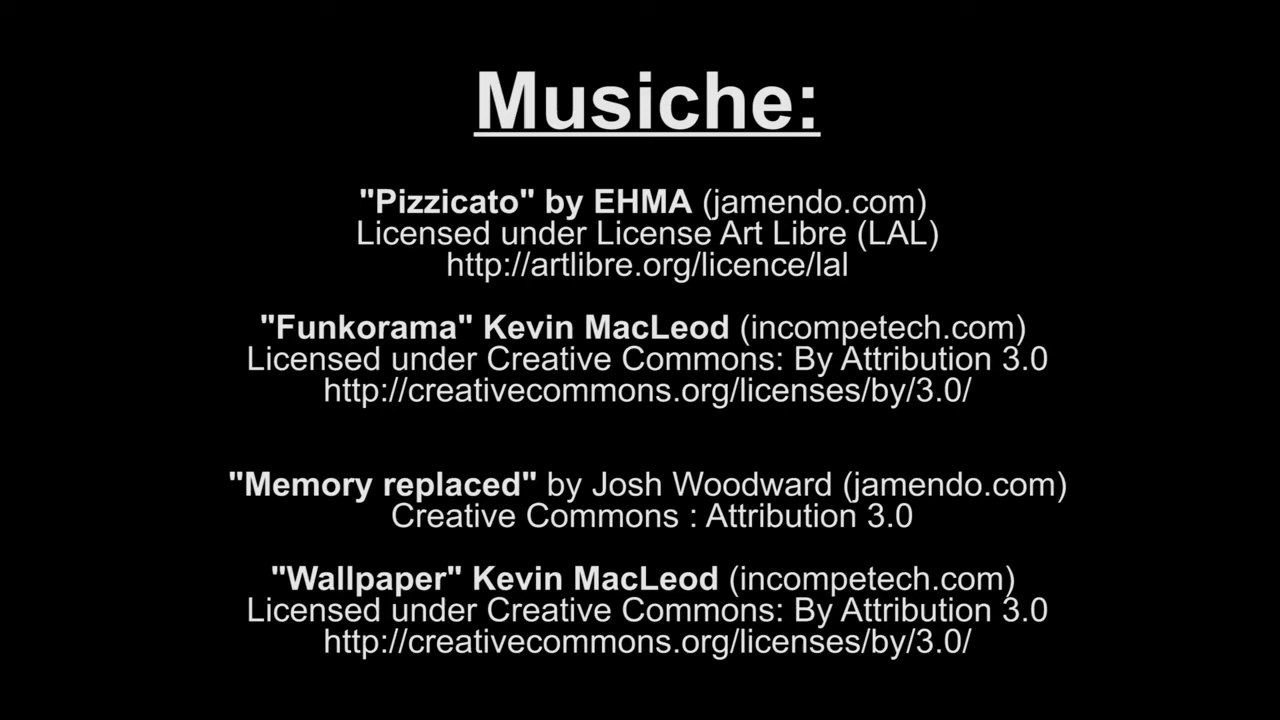 Musiche:
"Pizzicato" by EHMA (jamendo.com)
Licensed under License Art Libre (LAL)
http://artlibre.org/licence/lal
"Funkorama" Kevin MacLeod (incompetech.com)
Licensed under Creative Commons: By Attribution 3.0
http://creativecommons.org/licenses/by/3.0/
"Memory replaced" by Josh Woodward (jamendo.com)
Creative Commons : Attribution 3.0
"Wallpaper" Kevin MacLeod (incompetech.com)
Licensed under Creative Commons: By Attribution 3.0
http://creativecommons.org/licenses/by/3.0/